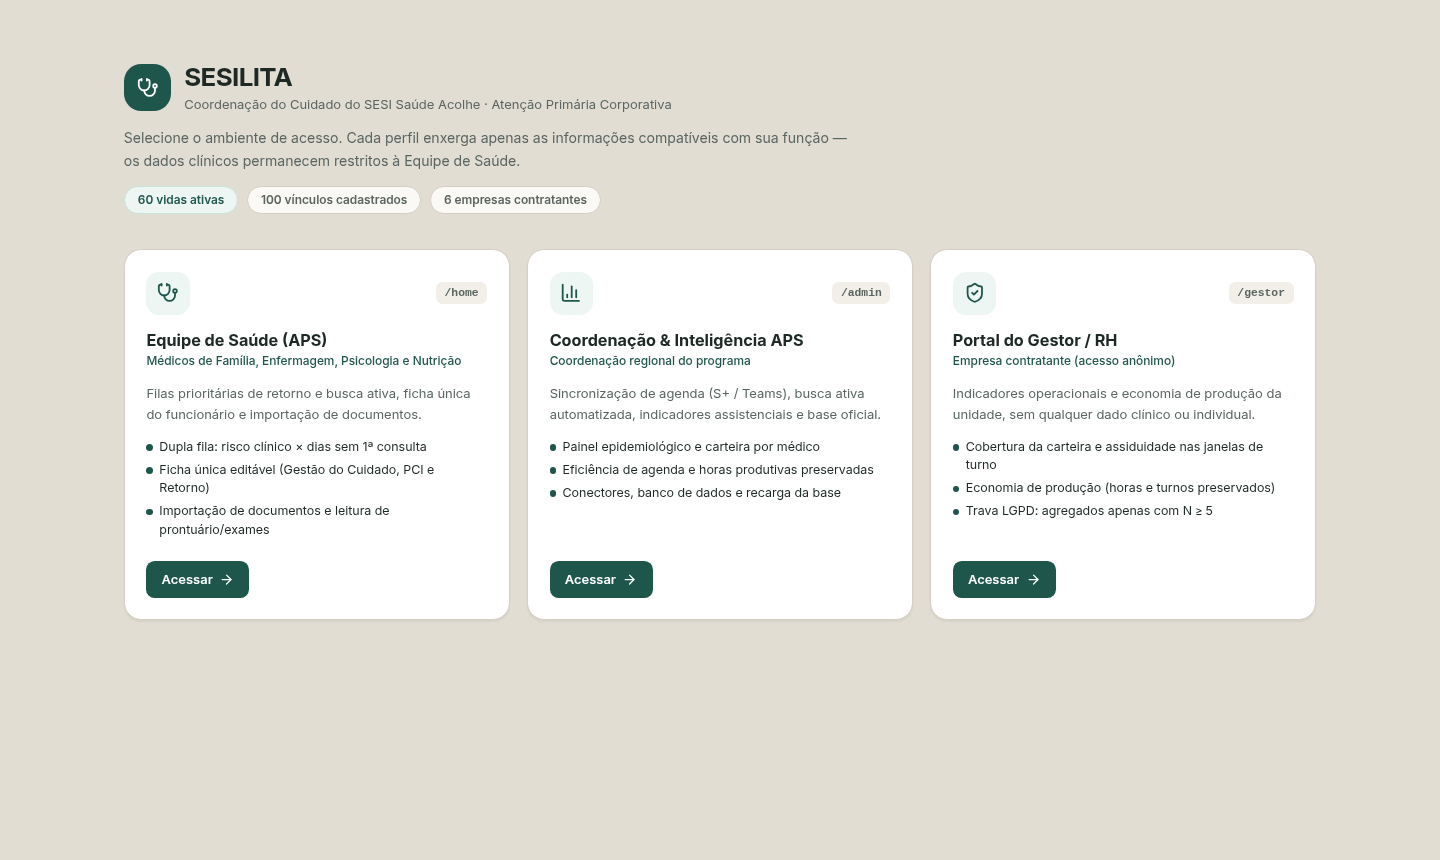 SESILITA
Coordenação do Cuidado do SESI Saúde Acolhe · Atenção Primária Corporativa
Selecione o ambiente de acesso. Cada perfil enxerga apenas as informações compatíveis com sua função —
os dados clínicos permanecem restritos à Equipe de Saúde.
60 vidas ativas
100 vínculos cadastrados
6 empresas contratantes
/home
Equipe de Saúde (APS)
Médicos de Família, Enfermagem, Psicologia e Nutrição
Filas prioritárias de retorno e busca ativa, ficha única
do funcionário e importação de documentos.
Dupla fila: risco clínico × dias sem 1ª consulta
Ficha única editável (Gestão do Cuidado, PCI e
Retorno)
Importação de documentos e leitura de
prontuário/exames
Acessar →
/admin
Coordenação & Inteligência APS
Coordenação regional do programa
Sincronização de agenda (S+ / Teams), busca ativa
automatizada, indicadores assistenciais e base oficial.
Painel epidemiológico e carteira por médico
Eficiência de agenda e horas produtivas preservadas
Conectores, banco de dados e recarga da base
Acessar →
/gestor
Portal do Gestor / RH
Empresa contratante (acesso anônimo)
Indicadores operacionais e economia de produção da
unidade, sem qualquer dado clínico ou individual.
Cobertura da carteira e assiduidade nas janelas de
turno
Economia de produção (horas e turnos preservados)
Trava LGPD: agregados apenas com N ≥ 5
Acessar →